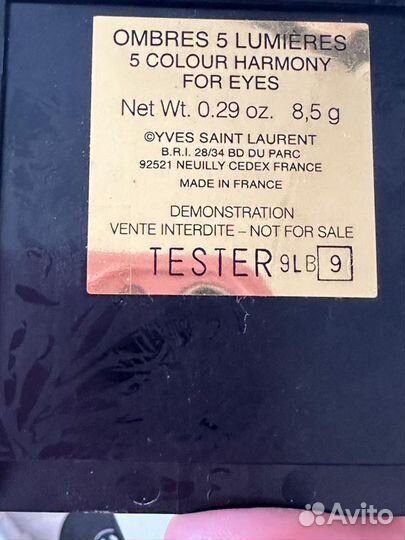 OMBRES 5 LUMIÈRES
5 COLOUR HARMONY
FOR EYES
Net Wt. 0.29 oz. 8,5 g
©YVES SAINT LAURENT
B.R.I. 28/34 BD DU PARC
92521 NEUILLY CEDEX FRANCE
MADE IN FRANCE
DEMONSTRATION
VENTE INTERDITE – NOT FOR SALE
TESTER 9LB 9
Avito